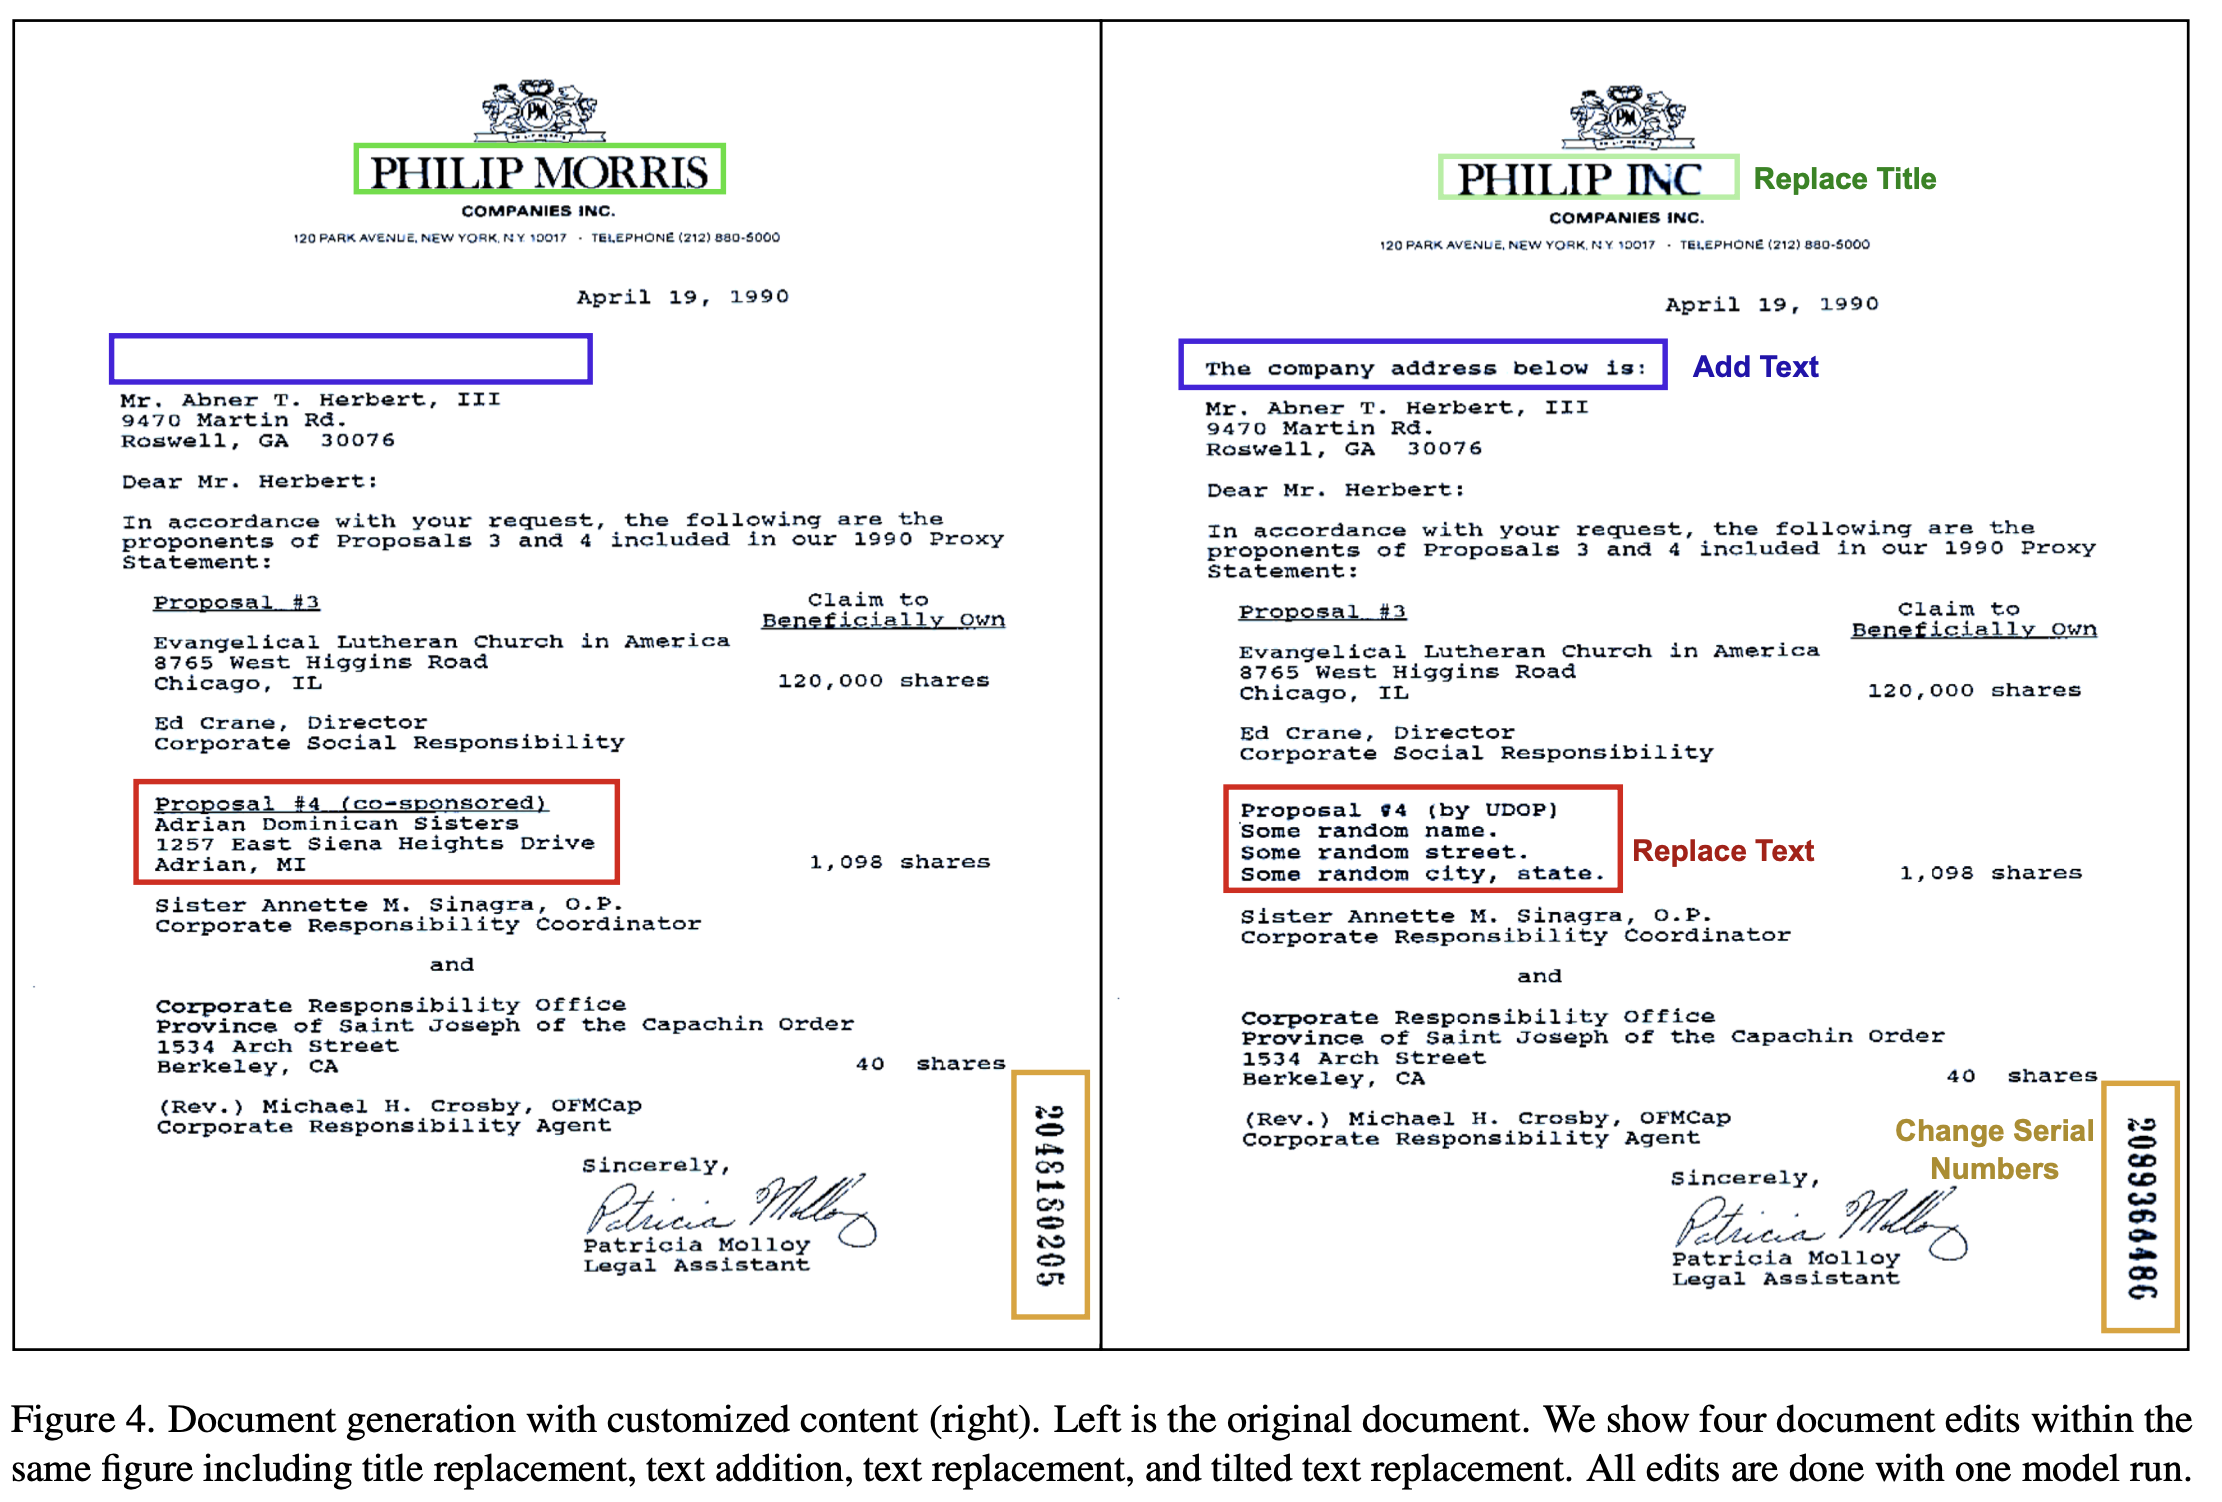 PM
PHILIP MORRIS
COMPANIES INC.
120 PARK AVENUE, NEW YORK, N.Y. 10017 · TELEPHONE (212) 880-5000
April 19, 1990
Mr. Abner T. Herbert, III
9470 Martin Rd.
Roswell, GA 30076
Dear Mr. Herbert:
In accordance with your request, the following are the
proponents of Proposals 3 and 4 included in our 1990 Proxy
Statement:
Proposal #3
Claim to
Beneficially Own
Evangelical Lutheran Church in America
8765 West Higgins Road
Chicago, IL 120,000 shares
Ed Crane, Director
Corporate Social Responsibility
Proposal #4 (co-sponsored)
Adrian Dominican Sisters
1257 East Siena Heights Drive
Adrian, MI 1,098 shares
Sister Annette M. Sinagra, O.P.
Corporate Responsibility Coordinator
and
Corporate Responsibility Office
Province of Saint Joseph of the Capachin Order
1534 Arch Street
Berkeley, CA 40 shares
(Rev.) Michael H. Crosby, OFMCap
Corporate Responsibility Agent
Sincerely,
Patricia Molloy
Patricia Molloy
Legal Assistant
2048180205
PM
PHILIP INC
Replace Title
COMPANIES INC.
120 PARK AVENUE, NEW YORK, N.Y. 10017 · TELEPHONE (212) 880-5000
April 19, 1990
The company address below is:
Add Text
Mr. Abner T. Herbert, III
9470 Martin Rd.
Roswell, GA 30076
Dear Mr. Herbert:
In accordance with your request, the following are the
proponents of Proposals 3 and 4 included in our 1990 Proxy
Statement:
Proposal #3
Claim to
Beneficially Own
Evangelical Lutheran Church in America
8765 West Higgins Road
Chicago, IL 120,000 shares
Ed Crane, Director
Corporate Social Responsibility
Proposal #4 (by UDOP)
Some random name.
Some random street.
Some random city, state.
Replace Text
1,098 shares
Sister Annette M. Sinagra, O.P.
Corporate Responsibility Coordinator
and
Corporate Responsibility Office
Province of Saint Joseph of the Capachin Order
1534 Arch Street
Berkeley, CA 40 shares
(Rev.) Michael H. Crosby, OFMCap
Corporate Responsibility Agent
Change Serial
Numbers
Sincerely,
Patricia Molloy
Patricia Molloy
Legal Assistant
Figure 4. Document generation with customized content (right). Left is the original document. We show four document edits within the
same figure including title replacement, text addition, text replacement, and tilted text replacement. All edits are done with one model run.